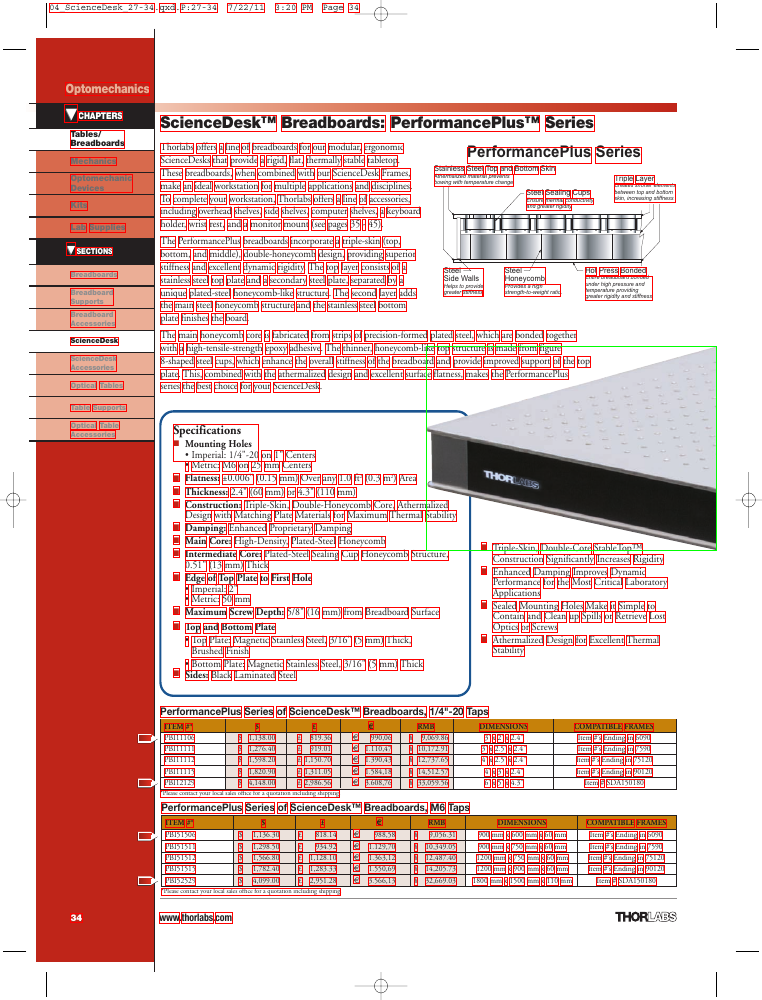 04 ScienceDesk 27-34.qxd.P:27-34 7/22/11 3:20 PM Page 34
Optomechanics
CHAPTERS
Tables/
Breadboards
Mechanics
Optomechanic
Devices
Kits
Lab Supplies
SECTIONS
Breadboards
Breadboard
Supports
Breadboard
Accessories
ScienceDesk
ScienceDesk
Accessories
Optical Tables
Table Supports
Optical Table
Accessories
ScienceDesk™ Breadboards: PerformancePlus™ Series
Thorlabs offers a line of breadboards for our modular, ergonomic
ScienceDesks that provide a rigid, flat, thermally stable tabletop.
These breadboards, when combined with our ScienceDesk Frames,
make an ideal workstation for multiple applications and disciplines.
To complete your workstation, Thorlabs offers a line of accessories,
including overhead shelves, side shelves, computer shelves, a keyboard
holder, wrist rest, and a monitor mount (see pages 35 - 45).
The PerformancePlus breadboards incorporate a triple-skin (top,
bottom, and middle), double-honeycomb design, providing superior
stiffness and excellent dynamic rigidity. The top layer consists of a
stainless steel top plate and a secondary steel plate, separated by a
unique plated-steel honeycomb-like structure. The second layer adds
the main steel honeycomb structure and the stainless steel bottom
plate finishes the board.
The main honeycomb core is fabricated from strips of precision-formed plated steel, which are bonded together
with a high-tensile-strength epoxy adhesive. The thinner, honeycomb-like top structure is made from figure
8-shaped steel cups, which enhance the overall stiffness of the breadboard and provide improved support of the top
plate. This, combined with the athermalized design and excellent surface flatness, makes the PerformancePlus
series the best choice for your ScienceDesk.
PerformancePlus Series
Stainless Steel Top and Bottom Skin
Athermalized material prevents
bowing with temperature change
Steel Sealing Cups
Ensure thermal conductivity
and greater rigidity
Triple Layer
between top and bottom
skin, increasing stiffness
Steel
Side Walls
Helps to provide
greater stiffness
Steel
Honeycomb
Provides a high
strength-to-weight ratio
Hot Press Bonded
Entire breadboard bonded
under high pressure and
temperature providing
greater rigidity and stiffness
Specifications
Mounting Holes
• Imperial: 1/4"-20 on 1" Centers
• Metric: M6 on 25 mm Centers
Flatness: ±0.006" (0.15 mm) Over any 1.0 ft² (0.3 m²) Area
Thickness: 2.4" (60 mm) or 4.3" (110 mm)
Construction: Triple-Skin, Double-Honeycomb Core, Athermalized
Design with Matching Plate Materials for Maximum Thermal Stability
Damping: Enhanced Proprietary Damping
Main Core: High-Density, Plated-Steel Honeycomb
Intermediate Core: Plated-Steel Sealing Cup Honeycomb Structure,
0.51" (13 mm) Thick
Edge of Top Plate to First Hole
• Imperial: 2"
• Metric: 50 mm
Maximum Screw Depth: 5/8" (16 mm) from Breadboard Surface
Top and Bottom Plate
• Top Plate: Magnetic Stainless Steel, 3/16" (5 mm) Thick,
Brushed Finish
• Bottom Plate: Magnetic Stainless Steel, 3/16" (5 mm) Thick
Sides: Black Laminated Steel
THORLABS
Triple-Skin, Double-Core StableTop™
Construction Significantly Increases Rigidity
Enhanced Damping Improves Dynamic
Performance for the Most Critical Laboratory
Applications
Sealed Mounting Holes Make it Simple to
Contain and Clean up Spills or Retrieve Lost
Optics or Screws
Athermalized Design for Excellent Thermal
Stability
PerformancePlus Series of ScienceDesk™ Breadboards, 1/4"-20 Taps
ITEM #* $ £ € RMB DIMENSIONS COMPATIBLE FRAMES
PBI11106 $ 1,138.00 £ 819.36 € 990,06 ¥ 9,069.86 3' x 2' x 2.4" Item #'s Ending in 6090
PBI11111 $ 1,276.40 £ 919.01 € 1.110,47 ¥ 10,172.91 3' x 2.5' x 2.4" Item #'s Ending in 7590
PBI11112 $ 1,598.20 £ 1,150.70 € 1.390,43 ¥ 12,737.65 4' x 2.5' x 2.4" Item #'s Ending in 75120
PBI11115 $ 1,820.90 £ 1,311.05 € 1.584,18 ¥ 14,512.57 4' x 3' x 2.4" Item #'s Ending in 90120
PBI12125 $ 4,148.00 £ 2,986.56 € 3.608,76 ¥ 33,059.56 6' x 5' x 4.3" Item # SDA150180
*Please contact your local sales office for a quotation including shipping
PerformancePlus Series of ScienceDesk™ Breadboards, M6 Taps
ITEM #* $ £ € RMB DIMENSIONS COMPATIBLE FRAMES
PBI51506 $ 1,136.30 £ 818.14 € 988,58 ¥ 9,056.31 900 mm x 600 mm x 60 mm Item #'s Ending in 6090
PBI51511 $ 1,298.50 £ 934.92 € 1.129,70 ¥ 10,349.05 900 mm x 750 mm x 60 mm Item #'s Ending in 7590
PBI51512 $ 1,566.80 £ 1,128.10 € 1.363,12 ¥ 12,487.40 1200 mm x 750 mm x 60 mm Item #'s Ending in 75120
PBI51515 $ 1,782.40 £ 1,283.33 € 1.550,69 ¥ 14,205.73 1200 mm x 900 mm x 60 mm Item #'s Ending in 90120
PBI52525 $ 4,099.00 £ 2,951.28 € 3.566,13 ¥ 32,669.03 1800 mm x 1500 mm x 110 mm Item # SDA150180
*Please contact your local sales office for a quotation including shipping
34
www.thorlabs.com
THORLABS